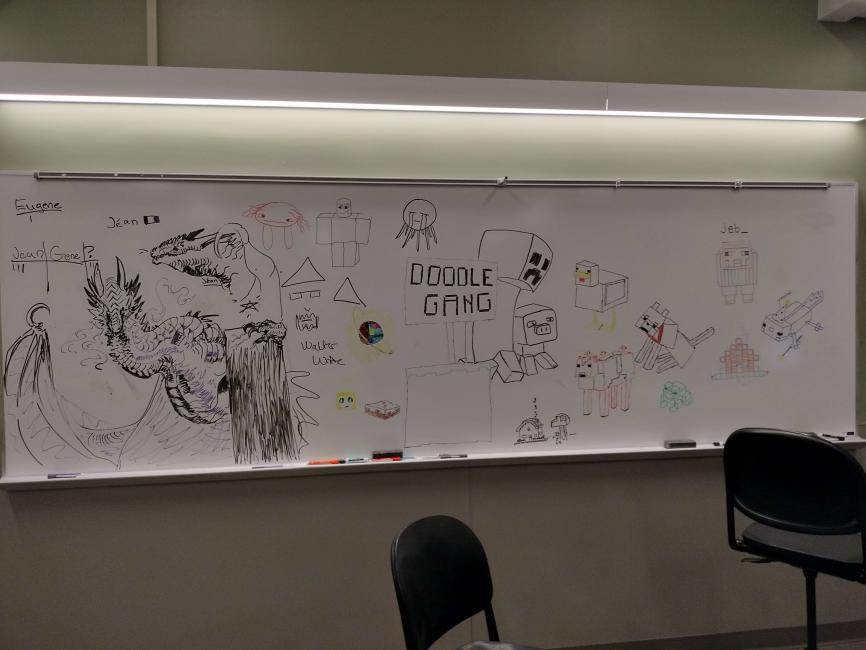 Eugene
Jean
Jean Gene?
DOODLE
GANG
Walter
White
jeb_